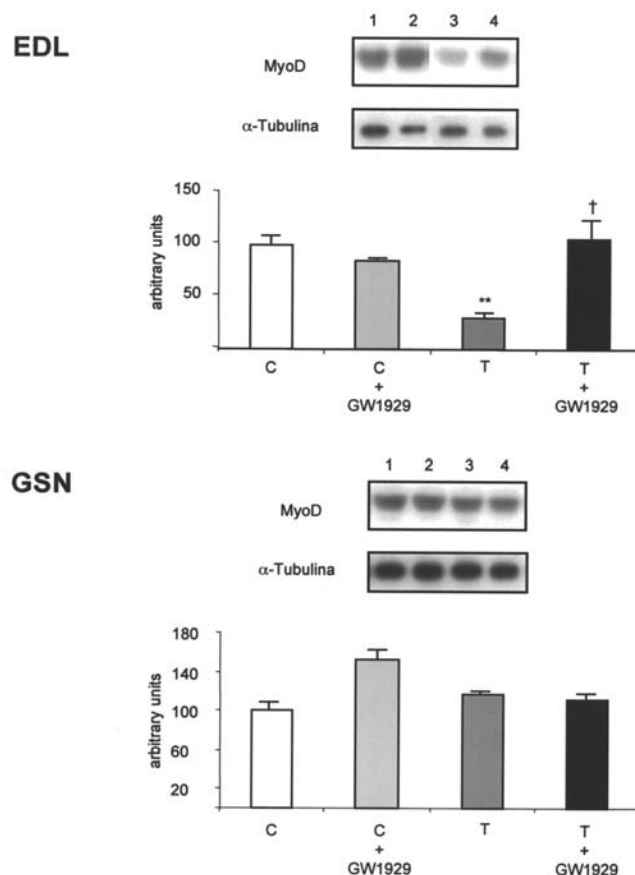 EDL
1 2 3 4
MyoD
α-Tubulina
arbitrary units
150
100
50
**
†
C C T T
+ +
GW1929 GW1929
GSN
1 2 3 4
MyoD
α-Tubulina
arbitrary units
180
140
100
60
20
C C T T
+ +
GW1929 GW1929